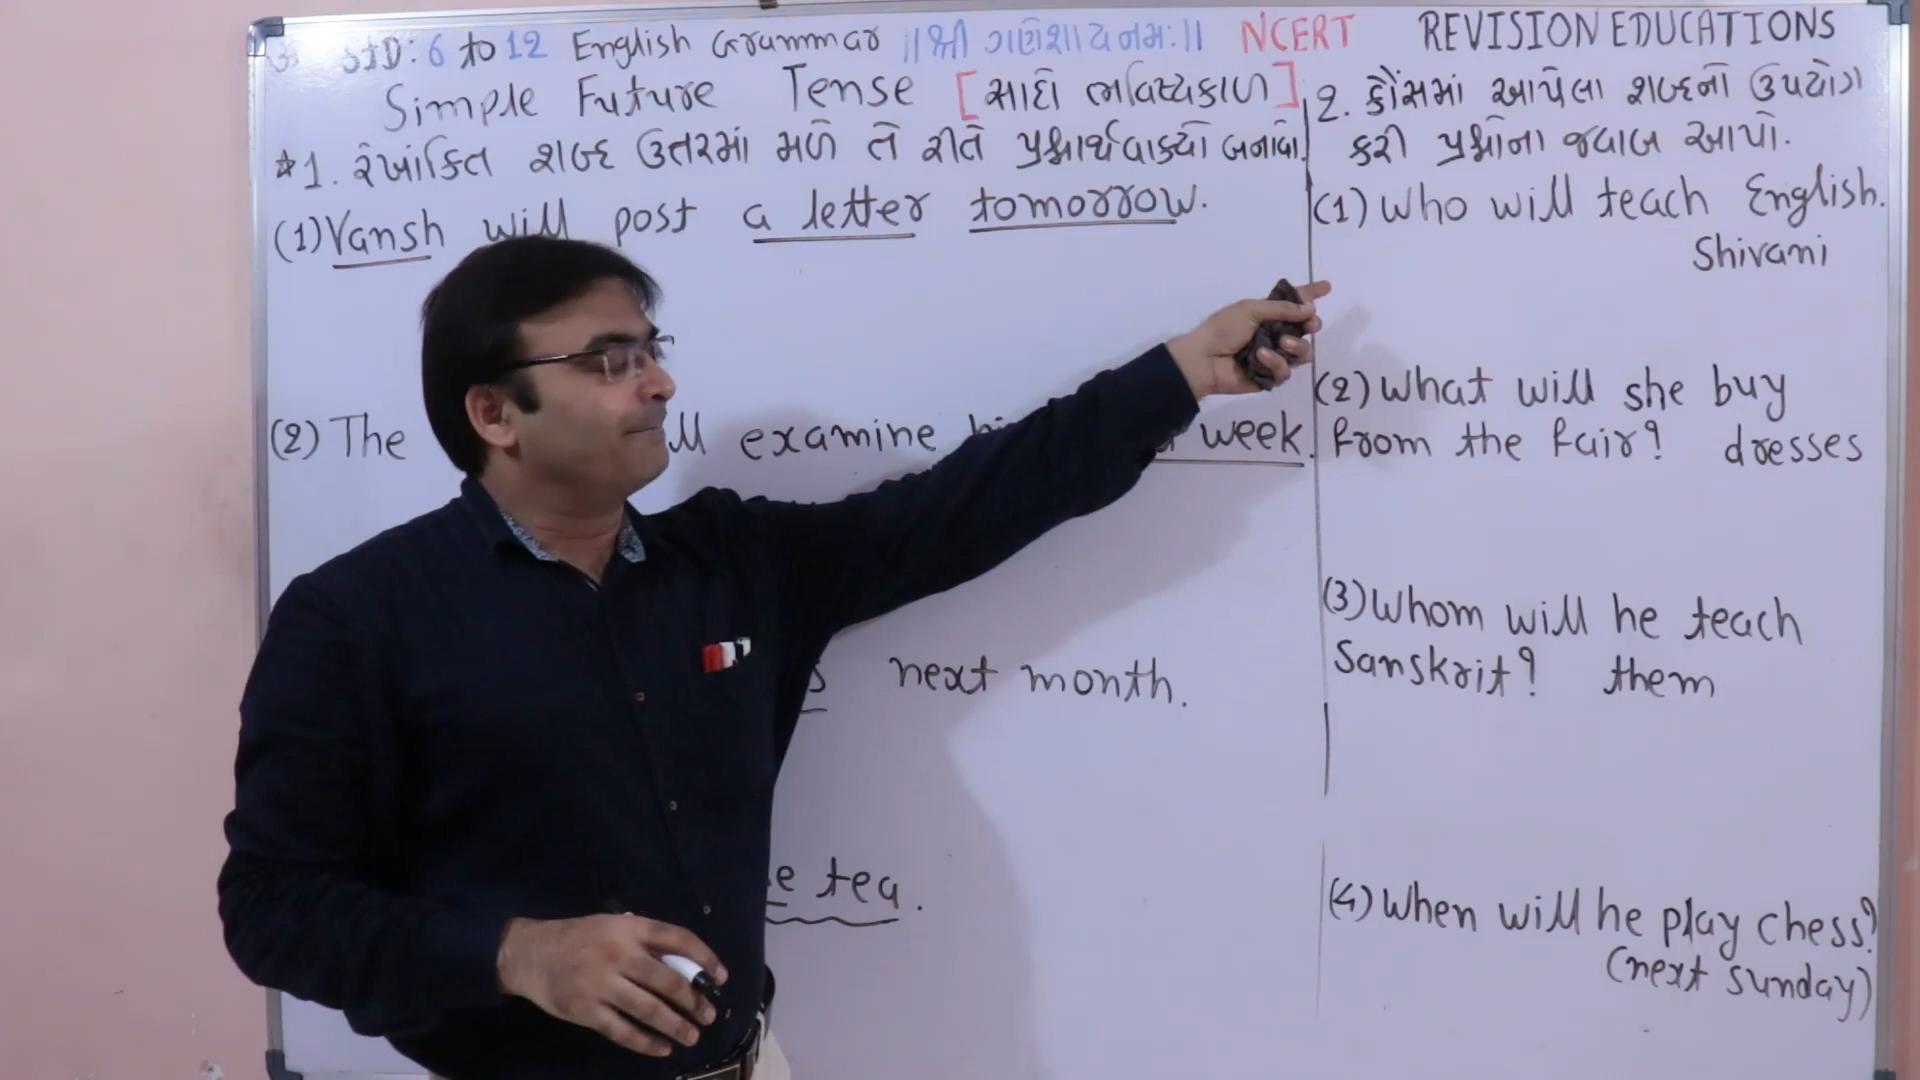 STD: 6 to 12 English Grammar ॥શ્રી ગણેશાય નમઃ॥ NCERT REVISION EDUCATIONS
Simple Future Tense [સાદો ભવિષ્યકાળ]
*1. રેખાંકિત શબ્દ ઉતરમાં મળે તે રીતે પ્રશ્નાર્થવાક્યો બનાવો.
(1) Vansh will post a letter tomorrow.
(2) The examine week.
next month.
tea.
2. કૌંસમાં આપેલા શબ્દનો ઉપયોગ
કરી પ્રશ્નોના જવાબ આપો.
(1) Who will teach English.
Shivani
(2) What will she buy
from the fair? dresses
(3) Whom will he teach
Sanskrit? them
(4) When will he play chess?
(next sunday)